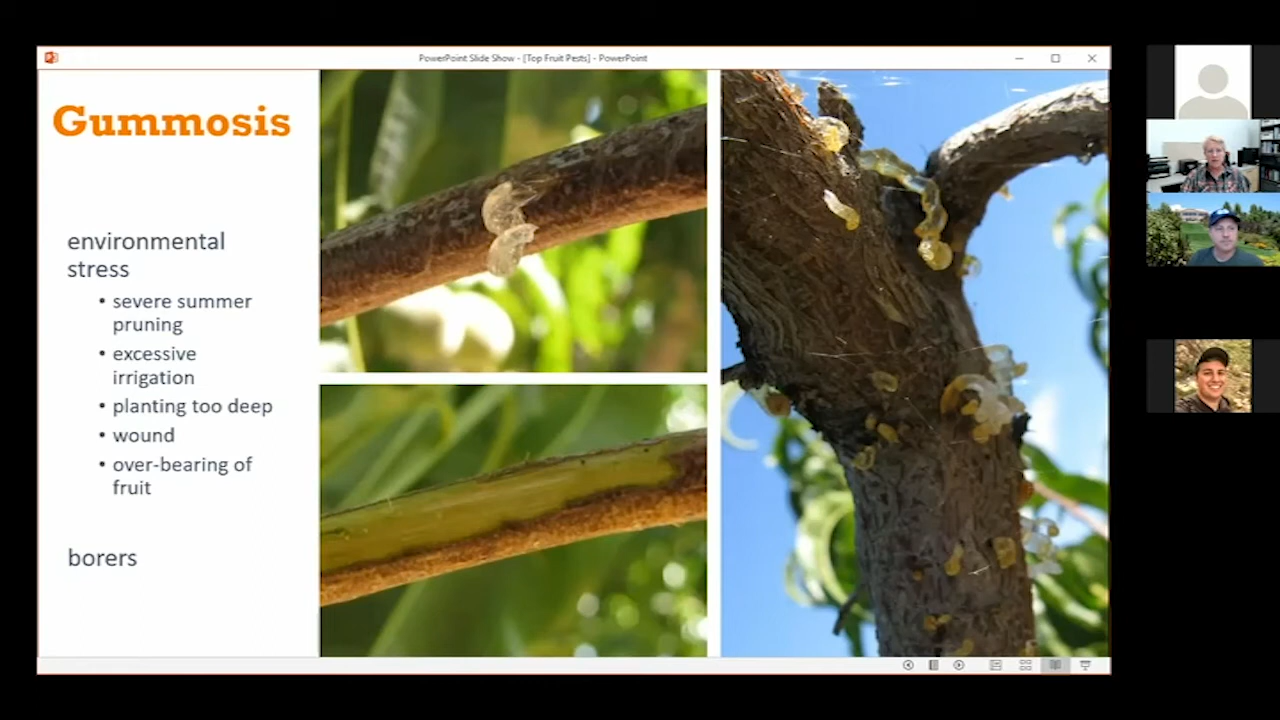 PowerPoint Slide Show - [Top Fruit Pests] - PowerPoint
Gummosis
environmental
stress
• severe summer
pruning
• excessive
irrigation
• planting too deep
• wound
• over-bearing of
fruit
borers